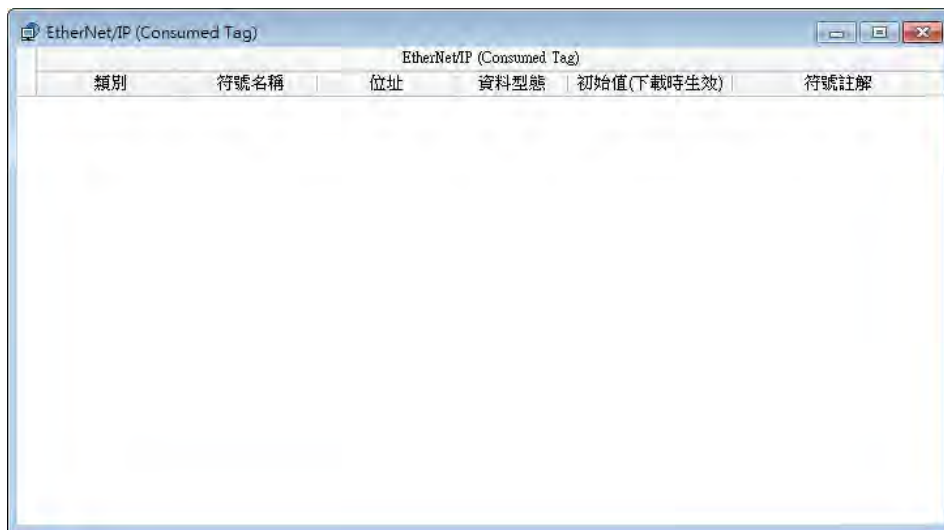 EtherNet/IP (Consumed Tag)
EtherNet/IP (Consumed Tag)
類別 符號名稱 位址 資料型態 初始值(下載時生效) 符號註解